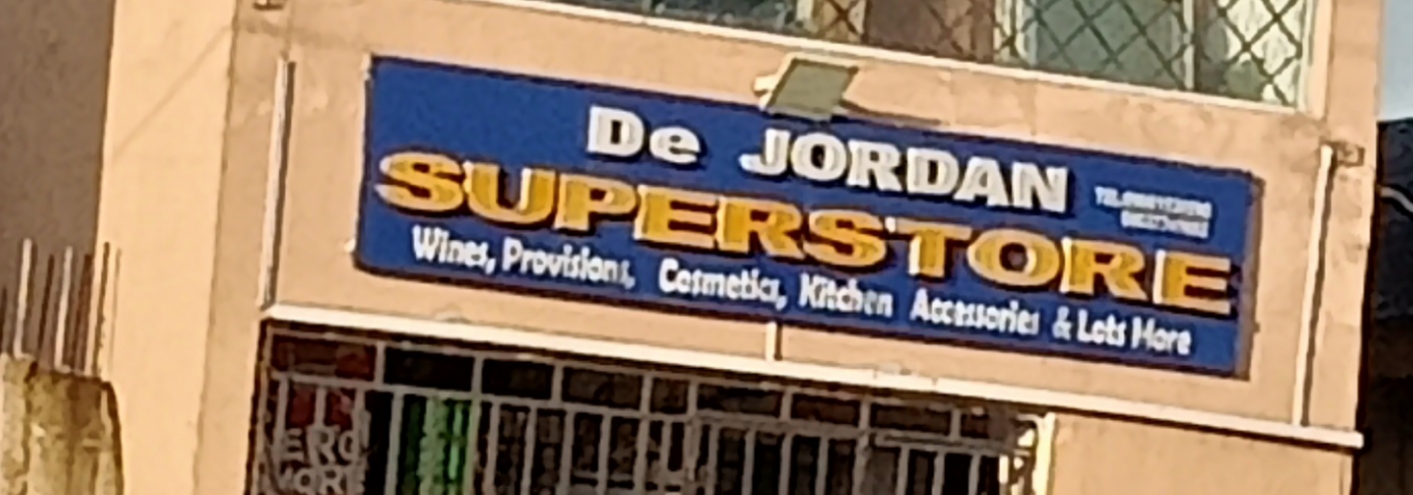 De JORDAN
SUPERSTORE
Wines, Provisions, Cosmetics, Kitchen Accessories & Lots More